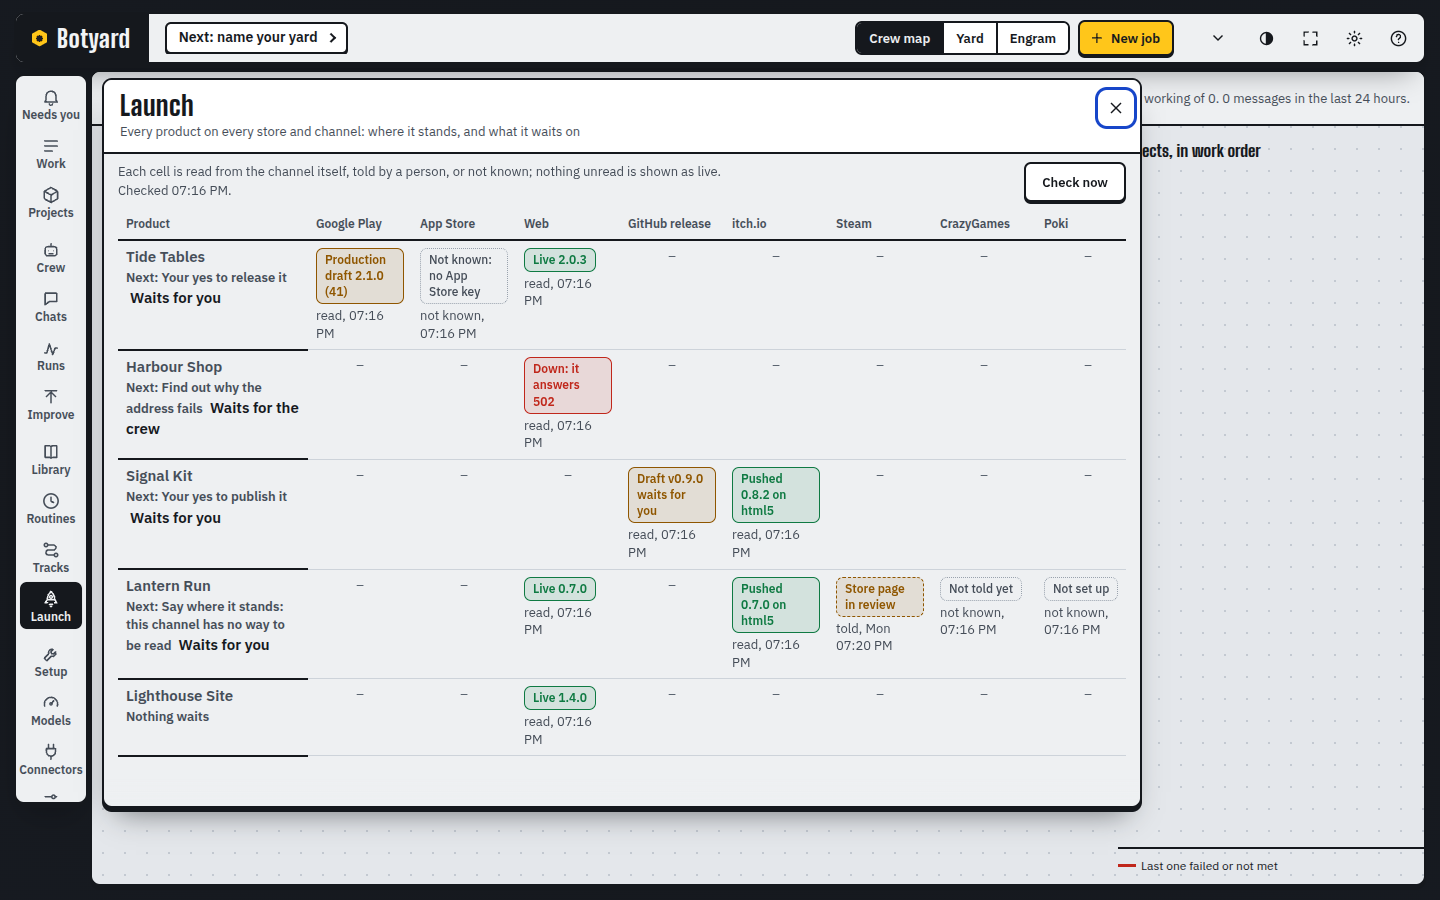 Botyard
Next: name your yard
Crew map
Yard
Engram
New job
Needs you
Work
Projects
Crew
Chats
Runs
Improve
Library
Routines
Tracks
Launch
Setup
Models
Connectors
Launch
Every product on every store and channel: where it stands, and what it waits on
working of 0. 0 messages in the last 24 hours.
ects, in work order
Each cell is read from the channel itself, told by a person, or not known; nothing unread is shown as live.
Checked 07:16 PM.
Check now
Product Google Play App Store Web GitHub release itch.io Steam CrazyGames Poki
Tide Tables
Next: Your yes to release it
Waits for you
Production
draft 2.1.0
(41)
read, 07:16
PM
Not known:
no App
Store key
not known,
07:16 PM
Live 2.0.3
read, 07:16
PM
– – – – –
Harbour Shop
Next: Find out why the
address fails Waits for the
crew
– –
Down: it
answers
502
read, 07:16
PM
– – – – –
Signal Kit
Next: Your yes to publish it
Waits for you
– – –
Draft v0.9.0
waits for
you
read, 07:16
PM
Pushed
0.8.2 on
html5
read, 07:16
PM
– – –
Lantern Run
Next: Say where it stands:
this channel has no way to
be read Waits for you
– –
Live 0.7.0
read, 07:16
PM
–
Pushed
0.7.0 on
html5
read, 07:16
PM
Store page
in review
told, Mon
07:20 PM
Not told yet
not known,
07:16 PM
Not set up
not known,
07:16 PM
Lighthouse Site
Nothing waits
– –
Live 1.4.0
read, 07:16
PM
– – – – –
Last one failed or not met